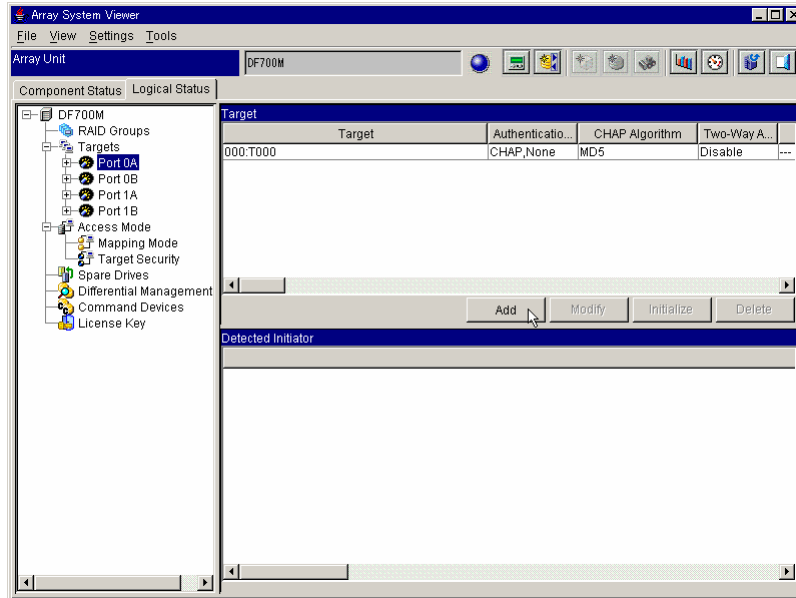 Array System Viewer
File View Settings Tools
Array Unit
DF700M
Component Status Logical Status
DF700M
RAID Groups
Targets
Port 0A
Port 0B
Port 1A
Port 1B
Access Mode
Mapping Mode
Target Security
Spare Drives
Differential Management
Command Devices
License Key
Target
Target Authenticatio... CHAP Algorithm Two-Way A...
000:T000 CHAP,None MD5 Disable ---
Add Modify Initialize Delete
Detected Initiator